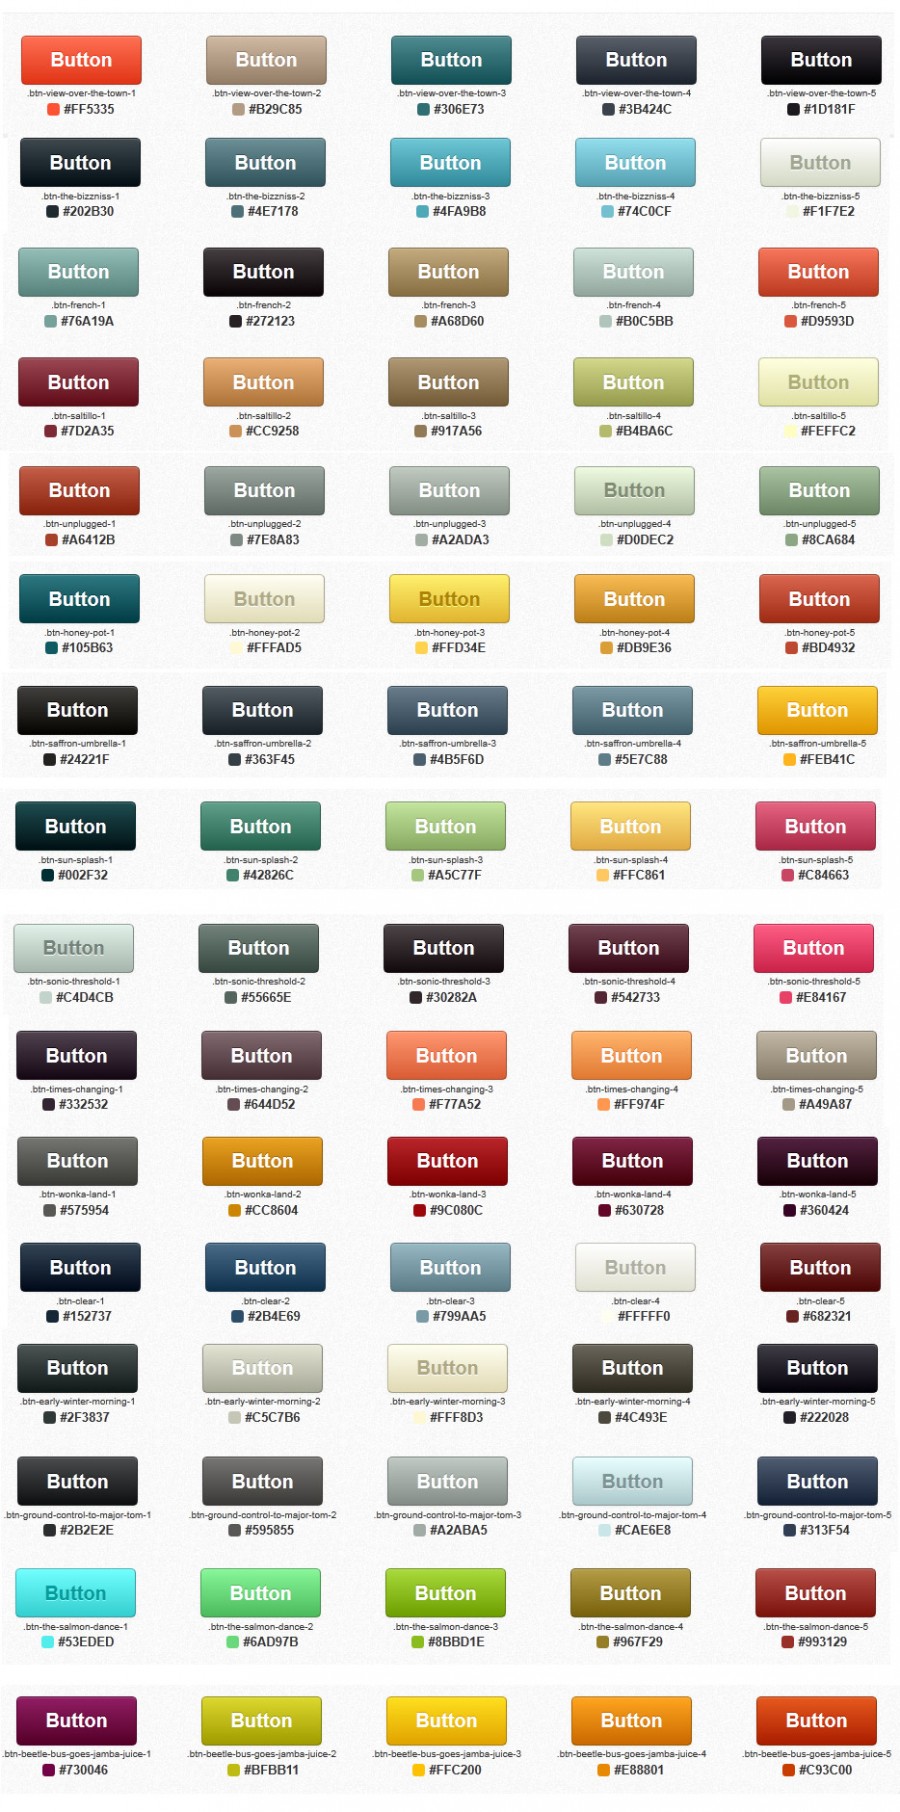 Button Button Button Button Button
.btn-view-over-the-town-1 .btn-view-over-the-town-2 .btn-view-over-the-town-3 .btn-view-over-the-town-4 .btn-view-over-the-town-5
#FF5335 #B29C85 #306E73 #3B424C #1D181F
Button Button Button Button Button
.btn-the-bizzniss-1 .btn-the-bizzniss-2 .btn-the-bizzniss-3 .btn-the-bizzniss-4 .btn-the-bizzniss-5
#202B30 #4E7178 #4FA9B8 #74C0CF #F1F7E2
Button Button Button Button Button
.btn-french-1 .btn-french-2 .btn-french-3 .btn-french-4 .btn-french-5
#76A19A #272123 #A68D60 #B0C5BB #D9593D
Button Button Button Button Button
.btn-saltillo-1 .btn-saltillo-2 .btn-saltillo-3 .btn-saltillo-4 .btn-saltillo-5
#7D2A35 #CC9258 #917A56 #B4BA6C #FEFFC2
Button Button Button Button Button
.btn-unplugged-1 .btn-unplugged-2 .btn-unplugged-3 .btn-unplugged-4 .btn-unplugged-5
#A6412B #7E8A83 #A2ADA3 #D0DEC2 #8CA684
Button Button Button Button Button
.btn-honey-pot-1 .btn-honey-pot-2 .btn-honey-pot-3 .btn-honey-pot-4 .btn-honey-pot-5
#105B63 #FFFAD5 #FFD34E #DB9E36 #BD4932
Button Button Button Button Button
.btn-saffron-umbrella-1 .btn-saffron-umbrella-2 .btn-saffron-umbrella-3 .btn-saffron-umbrella-4 .btn-saffron-umbrella-5
#24221F #363F45 #4B5F6D #5E7C88 #FEB41C
Button Button Button Button Button
.btn-sun-splash-1 .btn-sun-splash-2 .btn-sun-splash-3 .btn-sun-splash-4 .btn-sun-splash-5
#002F32 #42826C #A5C77F #FFC861 #C84663
Button Button Button Button Button
.btn-sonic-threshold-1 .btn-sonic-threshold-2 .btn-sonic-threshold-3 .btn-sonic-threshold-4 .btn-sonic-threshold-5
#C4D4CB #55665E #30282A #542733 #E84167
Button Button Button Button Button
.btn-times-changing-1 .btn-times-changing-2 .btn-times-changing-3 .btn-times-changing-4 .btn-times-changing-5
#332532 #644D52 #F77A52 #FF974F #A49A87
Button Button Button Button Button
.btn-wonka-land-1 .btn-wonka-land-2 .btn-wonka-land-3 .btn-wonka-land-4 .btn-wonka-land-5
#575954 #CC8604 #9C080C #630728 #360424
Button Button Button Button Button
.btn-clear-1 .btn-clear-2 .btn-clear-3 .btn-clear-4 .btn-clear-5
#152737 #2B4E69 #799AA5 #FFFFF0 #682321
Button Button Button Button Button
.btn-early-winter-morning-1 .btn-early-winter-morning-2 .btn-early-winter-morning-3 .btn-early-winter-morning-4 .btn-early-winter-morning-5
#2F3837 #C5C7B6 #FFF8D3 #4C493E #222028
Button Button Button Button Button
.btn-ground-control-to-major-tom-1 .btn-ground-control-to-major-tom-2 .btn-ground-control-to-major-tom-3 .btn-ground-control-to-major-tom-4 .btn-ground-control-to-major-tom-5
#2B2E2E #595855 #A2ABA5 #CAE6E8 #313F54
Button Button Button Button Button
.btn-the-salmon-dance-1 .btn-the-salmon-dance-2 .btn-the-salmon-dance-3 .btn-the-salmon-dance-4 .btn-the-salmon-dance-5
#53EDED #6AD97B #8BBD1E #967F29 #993129
Button Button Button Button Button
.btn-beetle-bus-goes-jamba-juice-1 .btn-beetle-bus-goes-jamba-juice-2 .btn-beetle-bus-goes-jamba-juice-3 .btn-beetle-bus-goes-jamba-juice-4 .btn-beetle-bus-goes-jamba-juice-5
#730046 #BFBB11 #FFC200 #E88801 #C93C00